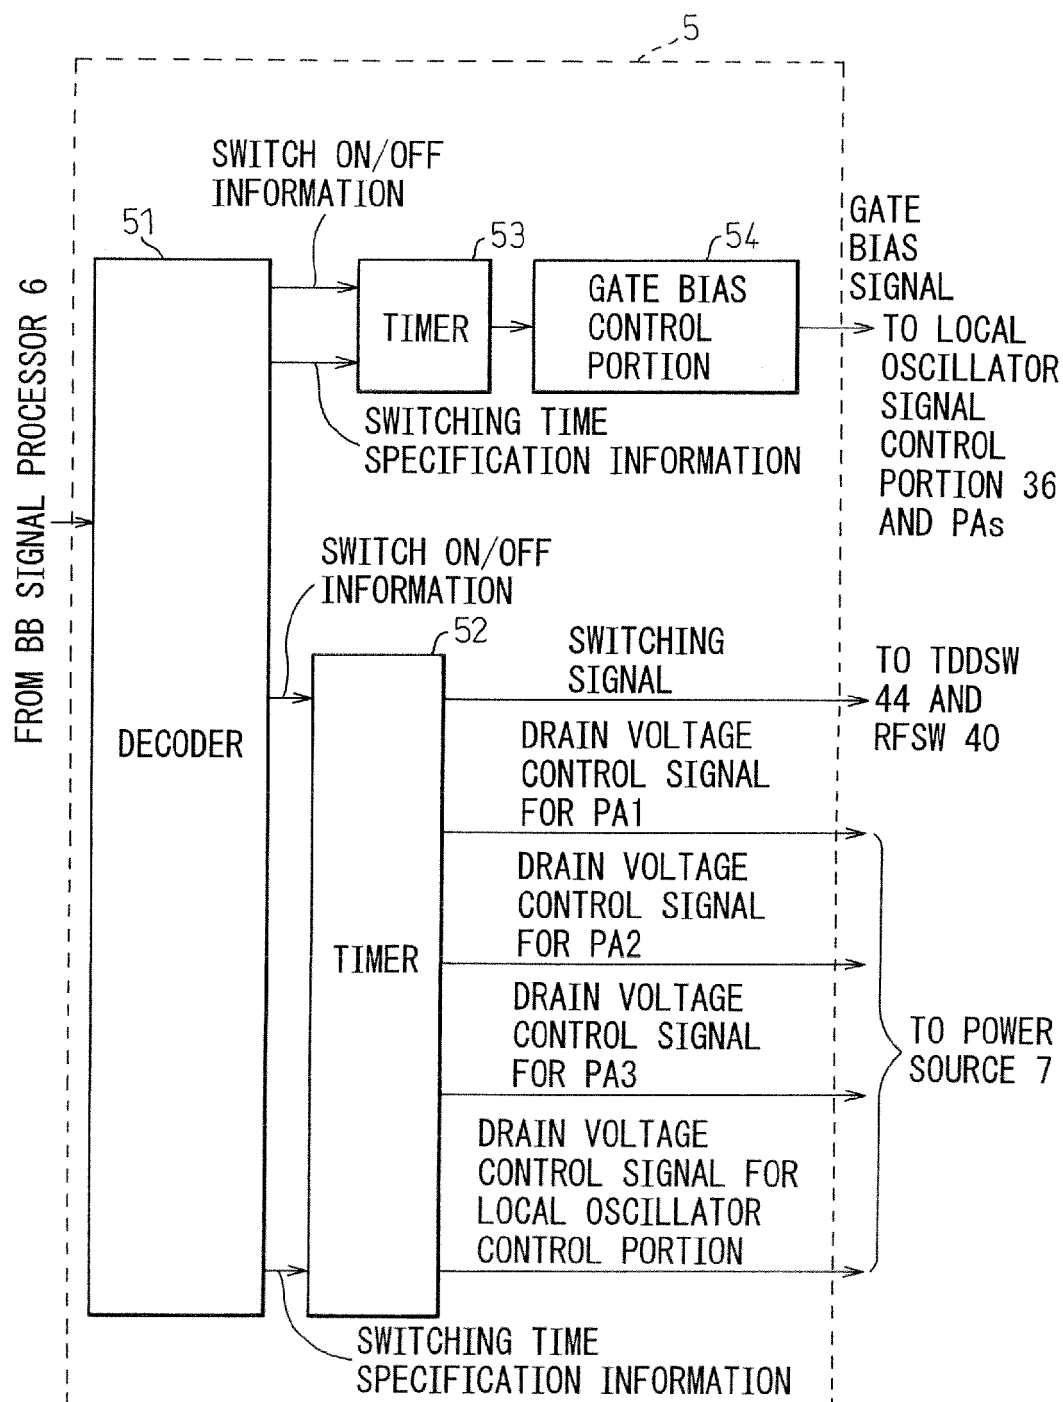 5
SWITCH ON/OFF
INFORMATION
51
53
54
GATE
BIAS
SIGNAL
TIMER
GATE BIAS
CONTROL
PORTION
TO LOCAL
OSCILLATOR
SIGNAL
CONTROL
PORTION 36
AND PAs
SWITCHING TIME
SPECIFICATION INFORMATION
FROM BB SIGNAL PROCESSOR 6
SWITCH ON/OFF
INFORMATION
52
SWITCHING
SIGNAL
TO TDDSW
44 AND
RFSW 40
DECODER
DRAIN VOLTAGE
CONTROL SIGNAL
FOR PA1
DRAIN VOLTAGE
CONTROL SIGNAL
FOR PA2
TIMER
DRAIN VOLTAGE
CONTROL SIGNAL
FOR PA3
TO POWER
SOURCE 7
DRAIN VOLTAGE
CONTROL SIGNAL FOR
LOCAL OSCILLATOR
CONTROL PORTION
SWITCHING TIME
SPECIFICATION INFORMATION